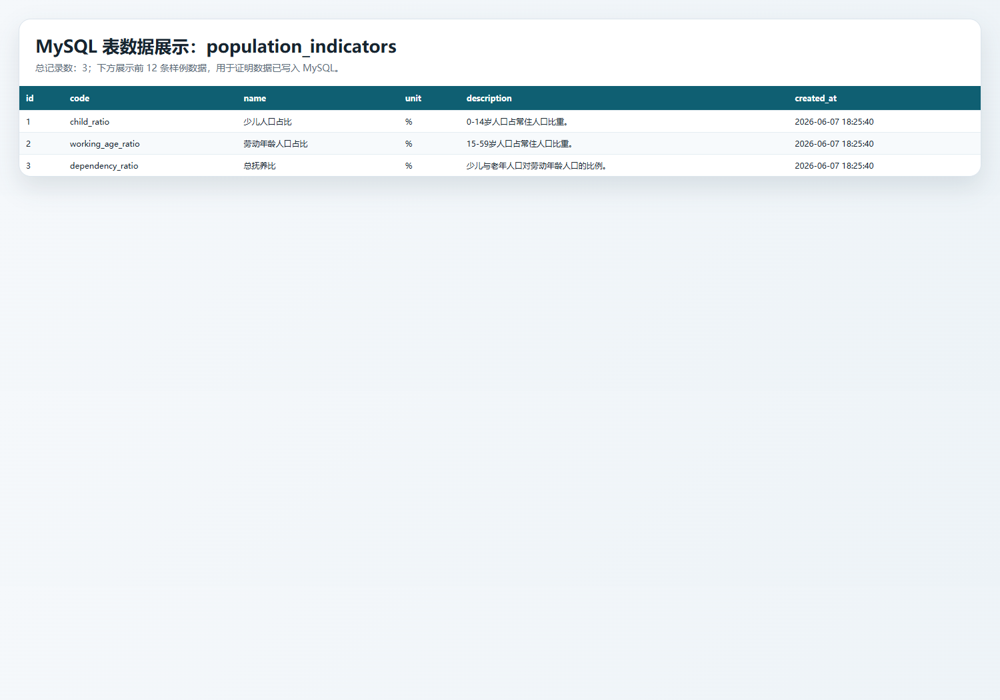 MySQL 表数据展示：population_indicators
总记录数：3；下方展示前 12 条样例数据，用于证明数据已写入 MySQL。
id code name unit description created_at
1 child_ratio 少儿人口占比 % 0-14岁人口占常住人口比重。 2026-06-07 18:25:40
2 working_age_ratio 劳动年龄人口占比 % 15-59岁人口占常住人口比重。 2026-06-07 18:25:40
3 dependency_ratio 总抚养比 % 少儿与老年人口对劳动年龄人口的比例。 2026-06-07 18:25:40